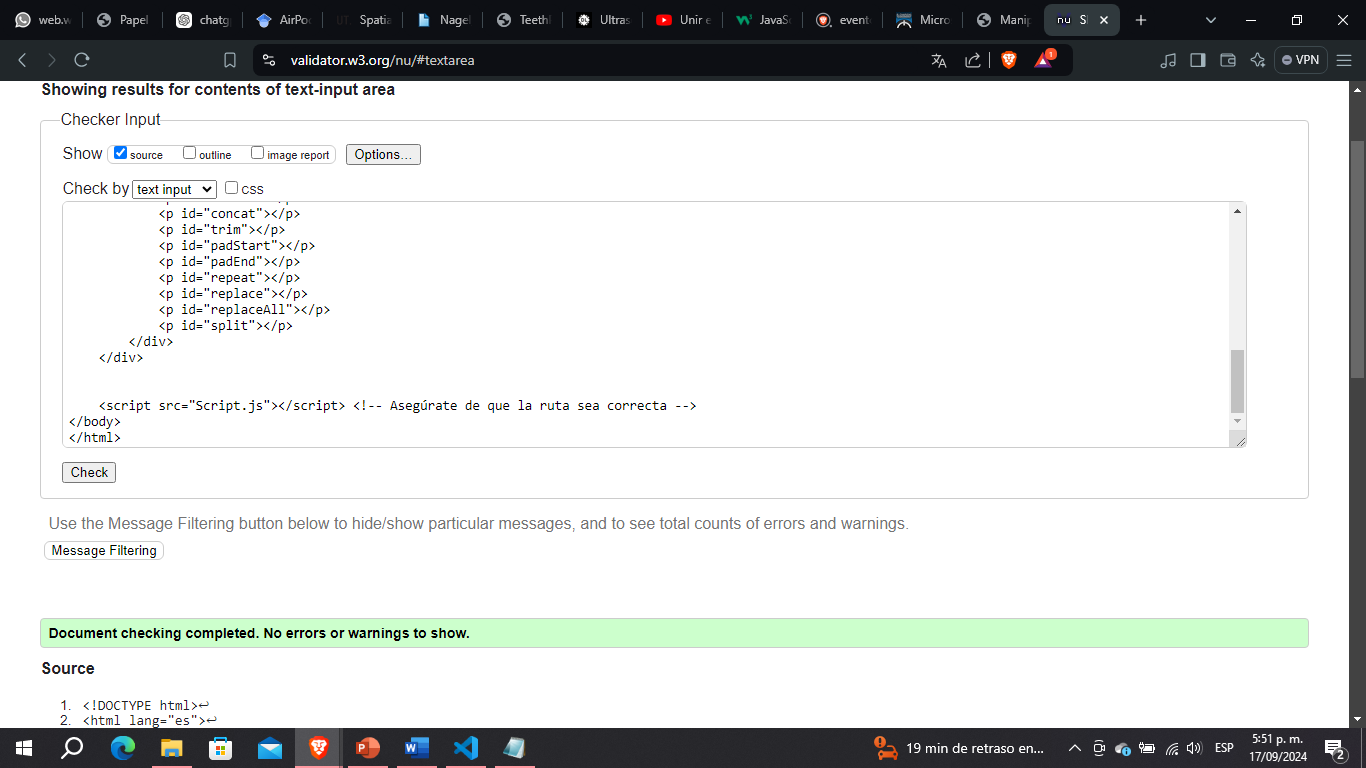 web.w
Papel
chatg
AirPo
UT Spatia
Nagel
Teeth
Ultras
Unir e
JavaSc
evento
Micro
Manip
nu
validator.w3.org/nu/#textarea
1
VPN
Showing results for contents of text-input area
Checker Input
Show source outline image report Options...
Check by text input css
<p id="concat"></p>
<p id="trim"></p>
<p id="padStart"></p>
<p id="padEnd"></p>
<p id="repeat"></p>
<p id="replace"></p>
<p id="replaceAll"></p>
<p id="split"></p>
</div>
</div>
<script src="Script.js"></script> <!-- Asegúrate de que la ruta sea correcta -->
</body>
</html>
Check
Use the Message Filtering button below to hide/show particular messages, and to see total counts of errors and warnings.
Message Filtering
Document checking completed. No errors or warnings to show.
Source
1. <!DOCTYPE html>↩
2. <html lang="es">↩
19 min de retraso en...
ESP
5:51 p. m.
17/09/2024
2